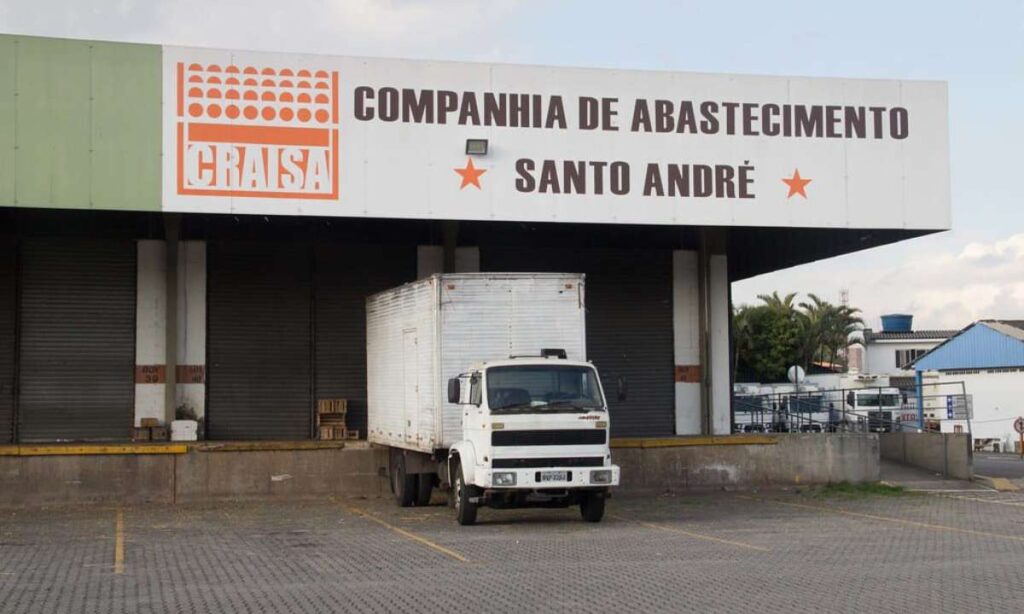 CRAISA
COMPANHIA DE ABASTECIMENTO
SANTO ANDRÉ